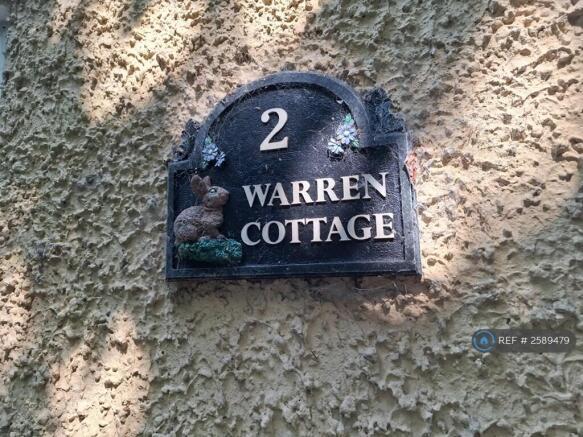 2
WARREN
COTTAGE
REF # 2589479